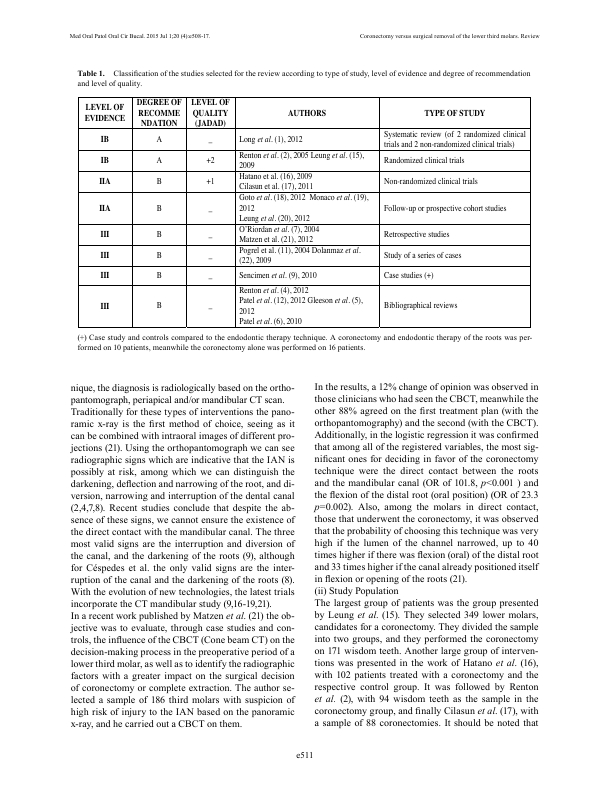 Med Oral Patol Oral Cir Bucal. 2015 Jul 1;20 (4):e508-17.
Coronectomy versus surgical removal of the lower third molars. Review
Table 1. Classification of the studies selected for the review according to type of study, level of evidence and degree of recommendation
and level of quality.
LEVEL OF
EVIDENCE
DEGREE OF
RECOMME
NDATION
LEVEL OF
QUALITY
(JADAD)
AUTHORS
TYPE OF STUDY
IB
A
_
Long et al. (1), 2012
Systematic review (of 2 randomized clinical
trials and 2 non-randomized clinical trials)
IB
A
+2
Renton et al. (2), 2005 Leung et al. (15),
2009
Randomized clinical trials
IIA
B
+1
Hatano et al. (16), 2009
Cilasun et al. (17), 2011
Non-randomized clinical trials
IIA
B
_
Goto et al. (18), 2012 Monaco et al. (19),
2012
Leung et al. (20), 2012
Follow-up or prospective cohort studies
III
B
_
O'Riordan et al. (7), 2004
Matzen et al. (21), 2012
Retrospective studies
III
B
_
Pogrel et al. (11), 2004 Dolanmaz et al.
(22), 2009
Study of a series of cases
III
B
_
Sencimen et al. (9), 2010
Case studies (+)
III
B
_
Renton et al. (4), 2012
Patel et al. (12), 2012 Gleeson et al. (5),
2012
Patel et al. (6), 2010
Bibliographical reviews
(+) Case study and controls compared to the endodontic therapy technique. A coronectomy and endodontic therapy of the roots was per-
formed on 10 patients, meanwhile the coronectomy alone was performed on 16 patients.
nique, the diagnosis is radiologically based on the ortho-
pantomograph, periapical and/or mandibular CT scan.
Traditionally for these types of interventions the pano-
ramic x-ray is the first method of choice, seeing as it
can be combined with intraoral images of different pro-
jections (21). Using the orthopantomograph we can see
radiographic signs which are indicative that the IAN is
possibly at risk, among which we can distinguish the
darkening, deflection and narrowing of the root, and di-
version, narrowing and interruption of the dental canal
(2,4,7,8). Recent studies conclude that despite the ab-
sence of these signs, we cannot ensure the existence of
the direct contact with the mandibular canal. The three
most valid signs are the interruption and diversion of
the canal, and the darkening of the roots (9), although
for Céspedes et al. the only valid signs are the inter-
ruption of the canal and the darkening of the roots (8).
With the evolution of new technologies, the latest trials
incorporate the CT mandibular study (9,16-19,21).
In a recent work published by Matzen et al. (21) the ob-
jective was to evaluate, through case studies and con-
trols, the influence of the CBCT (Cone beam CT) on the
decision-making process in the preoperative period of a
lower third molar, as well as to identify the radiographic
factors with a greater impact on the surgical decision
of coronectomy or complete extraction. The author se-
lected a sample of 186 third molars with suspicion of
high risk of injury to the IAN based on the panoramic
x-ray, and he carried out a CBCT on them.
In the results, a 12% change of opinion was observed in
those clinicians who had seen the CBCT, meanwhile the
other 88% agreed on the first treatment plan (with the
orthopantomography) and the second (with the CBCT).
Additionally, in the logistic regression it was confirmed
that among all of the registered variables, the most sig-
nificant ones for deciding in favor of the coronectomy
technique were the direct contact between the roots
and the mandibular canal (OR of 101.8, p<0.001 ) and
the flexion of the distal root (oral position) (OR of 23.3
p=0.002). Also, among the molars in direct contact,
those that underwent the coronectomy, it was observed
that the probability of choosing this technique was very
high if the lumen of the channel narrowed, up to 40
times higher if there was flexion (oral) of the distal root
and 33 times higher if the canal already positioned itself
in flexion or opening of the roots (21).
(ii) Study Population
The largest group of patients was the group presented
by Leung et al. (15). They selected 349 lower molars,
candidates for a coronectomy. They divided the sample
into two groups, and they performed the coronectomy
on 171 wisdom teeth. Another large group of interven-
tions was presented in the work of Hatano et al. (16),
with 102 patients treated with a coronectomy and the
respective control group. It was followed by Renton
et al. (2), with 94 wisdom teeth as the sample in the
coronectomy group, and finally Cilasun et al. (17), with
a sample of 88 coronectomies. It should be noted that
e511